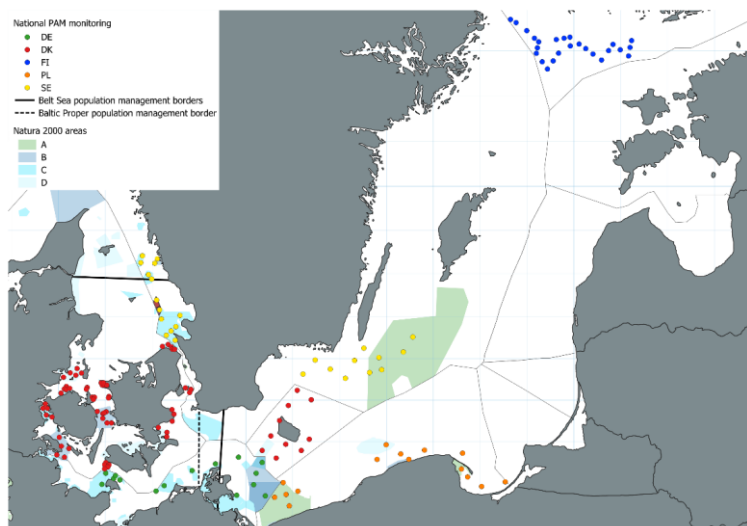 National PAM monitoring
DE
DK
FI
PL
SE
Belt Sea population management borders
Baltic Proper population management border
Natura 2000 areas
A
B
C
D